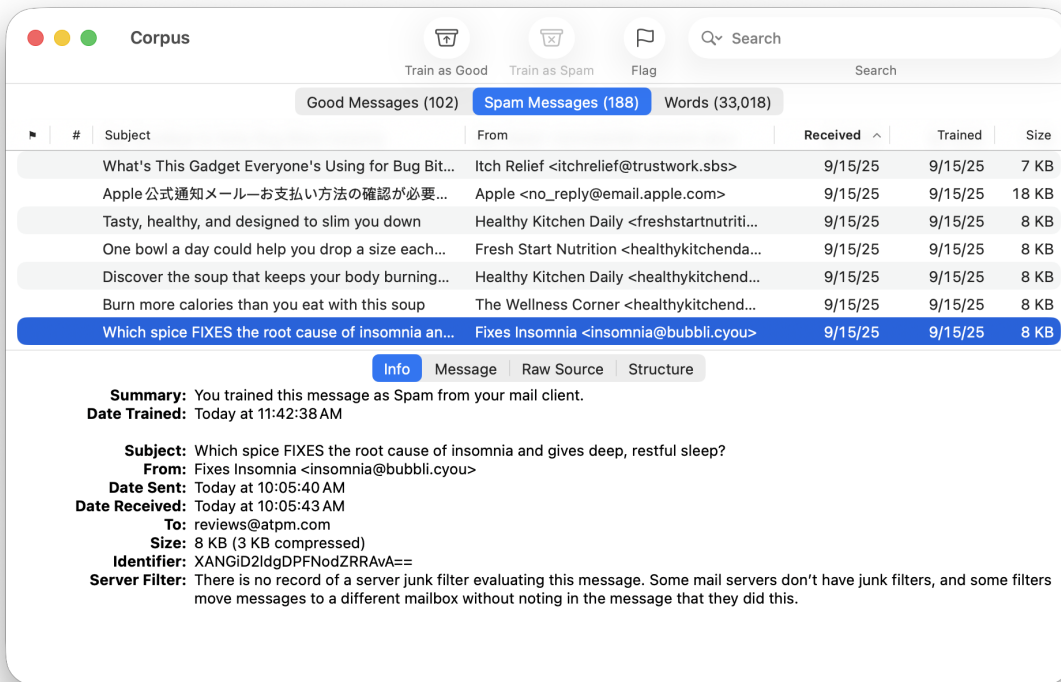 Corpus
Train as Good
Train as Spam
Flag
Search
Search
Good Messages (102) Spam Messages (188) Words (33,018)
# Subject From Received Trained Size
What's This Gadget Everyone's Using for Bug Bit... Itch Relief <itchrelief@trustwork.sbs> 9/15/25 9/15/25 7 KB
Apple公式通知メール—お支払い方法の確認が必要... Apple <no_reply@email.apple.com> 9/15/25 9/15/25 18 KB
Tasty, healthy, and designed to slim you down Healthy Kitchen Daily <freshstartnutriti... 9/15/25 9/15/25 8 KB
One bowl a day could help you drop a size each... Fresh Start Nutrition <healthykitchenda... 9/15/25 9/15/25 8 KB
Discover the soup that keeps your body burning... Healthy Kitchen Daily <healthykitchend... 9/15/25 9/15/25 8 KB
Burn more calories than you eat with this soup The Wellness Corner <healthykitchend... 9/15/25 9/15/25 8 KB
Which spice FIXES the root cause of insomnia an... Fixes Insomnia <insomnia@bubbli.cyou> 9/15/25 9/15/25 8 KB
Info Message Raw Source Structure
Summary: You trained this message as Spam from your mail client.
Date Trained: Today at 11:42:38 AM
Subject: Which spice FIXES the root cause of insomnia and gives deep, restful sleep?
From: Fixes Insomnia <insomnia@bubbli.cyou>
Date Sent: Today at 10:05:40 AM
Date Received: Today at 10:05:43 AM
To: reviews@atpm.com
Size: 8 KB (3 KB compressed)
Identifier: XANGiD2ldgDPFNodZRRAvA==
Server Filter: There is no record of a server junk filter evaluating this message. Some mail servers don't have junk filters, and some filters
move messages to a different mailbox without noting in the message that they did this.